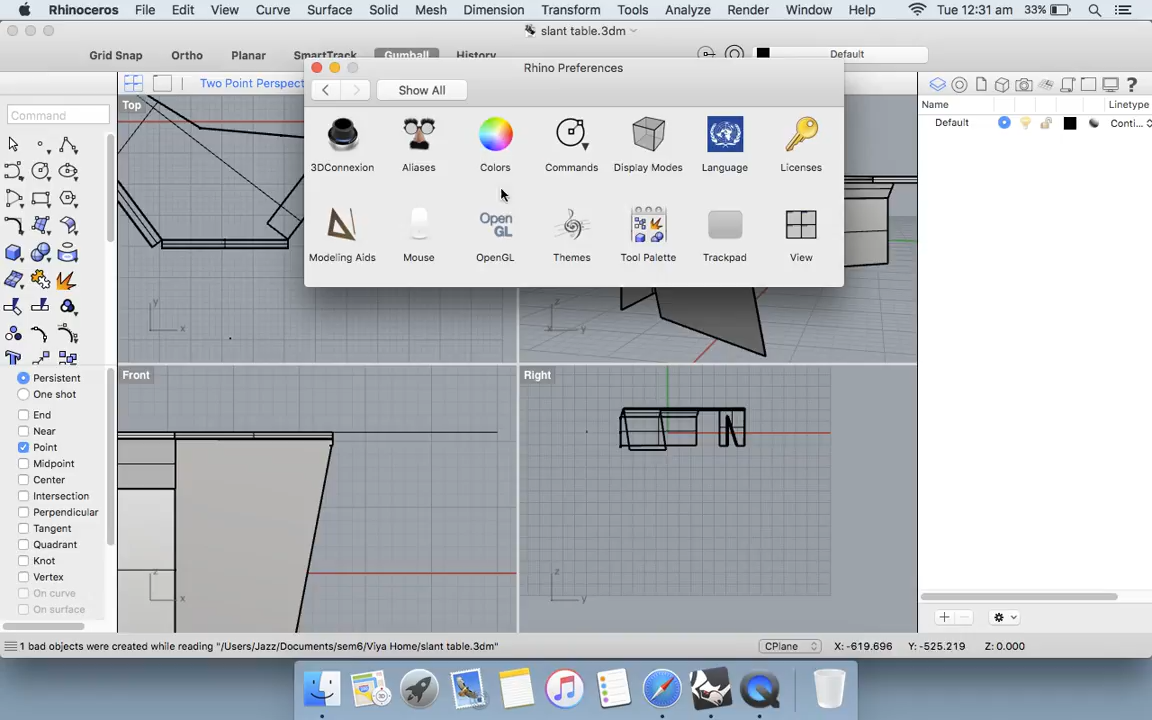 Rhinoceros File Edit View Curve Surface Solid Mesh Dimension Transform Tools Analyze Render Window Help Tue 12:31 am 33%
slant table.3dm
Grid Snap Ortho Planar SmartTrack Gumball History Default
Rhino Preferences
Two Point Perspect
Show All
Command
Top
Name Linetype
Default Conti...
3DConnexion Aliases Colors Commands Display Modes Language Licenses
Open
GL
Modeling Aids Mouse OpenGL Themes Tool Palette Trackpad View
y
x
z
y
Front
Right
Persistent
One shot
End
Near
Point
Midpoint
Center
Intersection
Perpendicular
Tangent
Quadrant
Knot
Vertex
On curve
On surface
z
x
z
y
1 bad objects were created while reading "/Users/Jazz/Documents/sem6/Viya Home/slant table.3dm"
CPlane X: -619.696 Y: -525.219 Z: 0.000